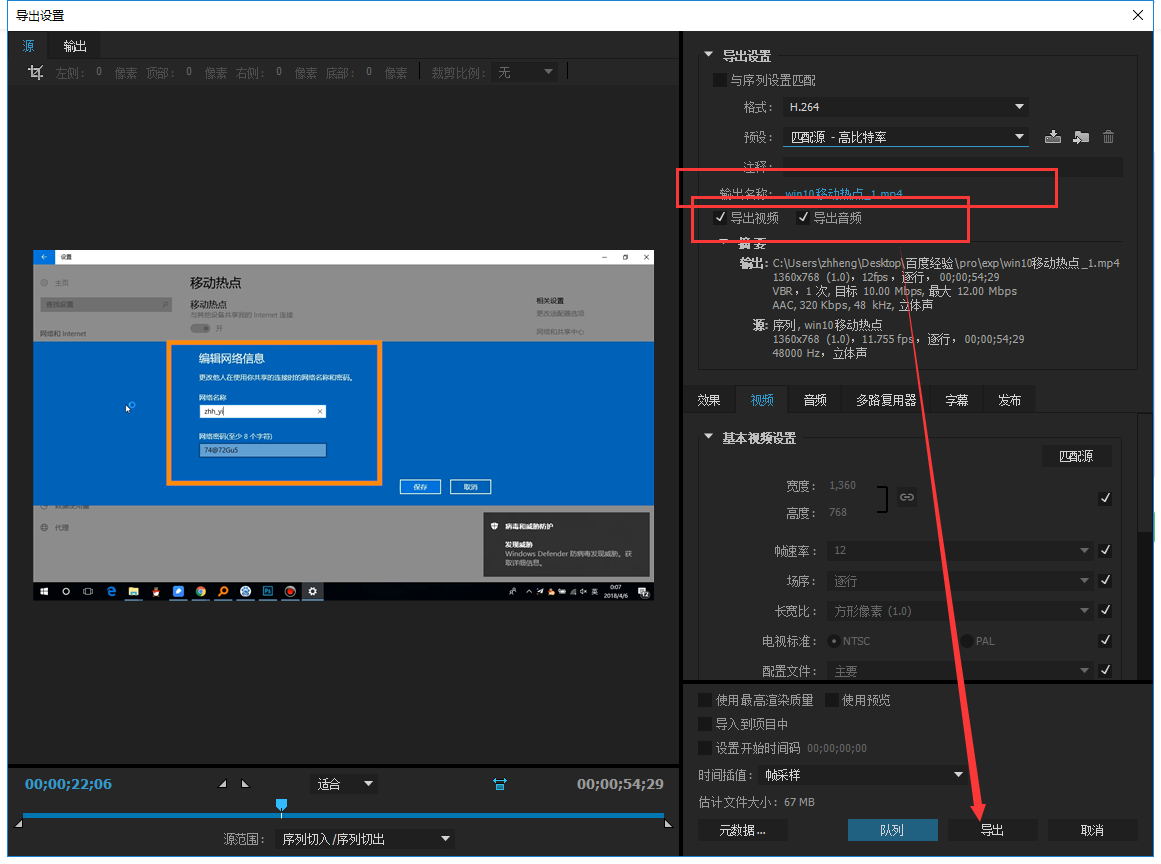 导出设置
源 输出
左侧: 0 像素 顶部: 0 像素 右侧: 0 像素 底部: 0 像素 裁剪比例: 无
设置
主页
查找设置
网络和 Internet
代理
移动热点
移动热点
与其他设备共享我的 Internet 连接
开
相关设置
更改适配器选项
网络和共享中心
编辑网络信息
更改他人在使用你共享的连接时的网络名称和密码。
网络名称
zhh_yi
网络密码(至少 8 个字符)
74@72Gu5
保存 取消
病毒和威胁防护
发现威胁
Windows Defender 防病毒发现威胁。获
取详细信息。
英 0:07
2018/4/6
00;00;22;06 适合 00;00;54;29
源范围: 序列切入/序列切出
导出设置
与序列设置匹配
格式: H.264
预设: 匹配源 - 高比特率
注释:
输出名称: win10移动热点_1.mp4
导出视频 导出音频
摘要
输出: C:\Users\zhheng\Desktop\百度经验\pro\exp\win10移动热点_1.mp4
1360x768 (1.0), 12fps, 逐行, 00;00;54;29
VBR, 1 次, 目标 10.00 Mbps, 最大 12.00 Mbps
AAC, 320 Kbps, 48 kHz, 立体声
源: 序列, win10移动热点
1360x768 (1.0), 11.755 fps, 逐行, 00;00;54;29
48000 Hz, 立体声
效果 视频 音频 多路复用器 字幕 发布
基本视频设置
匹配源
宽度: 1,360
高度: 768
帧速率: 12
场序: 逐行
长宽比: 方形像素 (1.0)
电视标准: NTSC PAL
配置文件: 主要
使用最高渲染质量 使用预览
导入到项目中
设置开始时间码 00;00;00;00
时间插值: 帧采样
估计文件大小: 67 MB
元数据... 队列 导出 取消